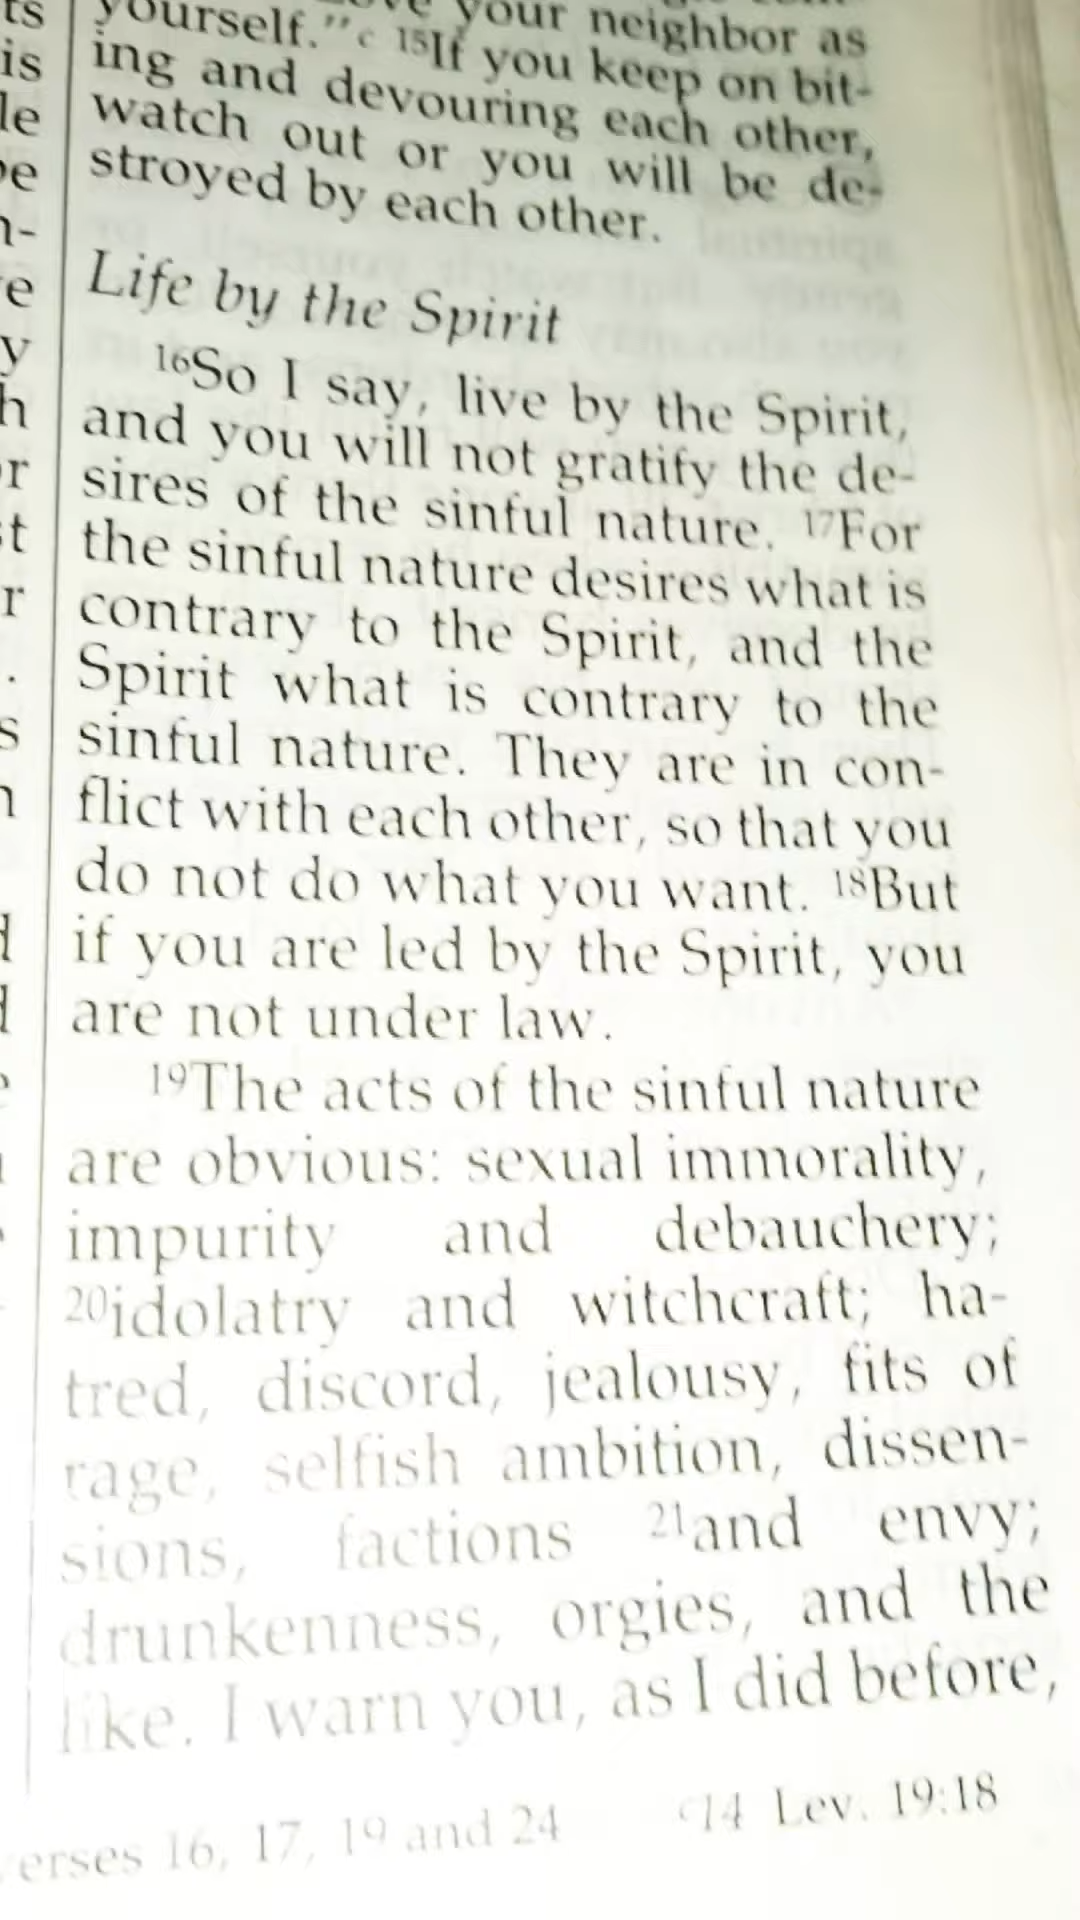 your neighbor as
yourself."c 15If you keep on bit-
ing and devouring each other,
watch out or you will be de-
stroyed by each other.
Life by the Spirit
16So I say, live by the Spirit,
and you will not gratify the de-
sires of the sinful nature. 17For
the sinful nature desires what is
contrary to the Spirit, and the
Spirit what is contrary to the
sinful nature. They are in con-
flict with each other, so that you
do not do what you want. 18But
if you are led by the Spirit, you
are not under law.
19The acts of the sinful nature
are obvious: sexual immorality,
impurity and debauchery;
20idolatry and witchcraft; ha-
tred, discord, jealousy, fits of
rage, selfish ambition, dissen-
sions, factions 21and envy;
drunkenness, orgies, and the
like. I warn you, as I did before,
erses 16, 17, 19 and 24 c14 Lev. 19:18